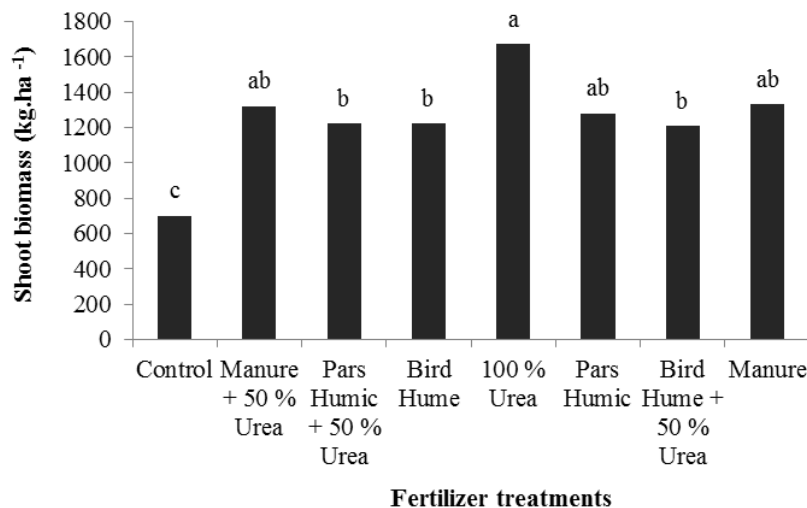 Shoot biomass (kg.ha -1)
1800
1600
1400
1200
1000
800
600
400
200
0
c
ab
b
b
a
ab
b
ab
Control
Manure
+ 50 %
Urea
Pars
Humic
+ 50 %
Urea
Bird
Hume
100 %
Urea
Pars
Humic
Bird
Hume +
50 %
Urea
Manure
Fertilizer treatments